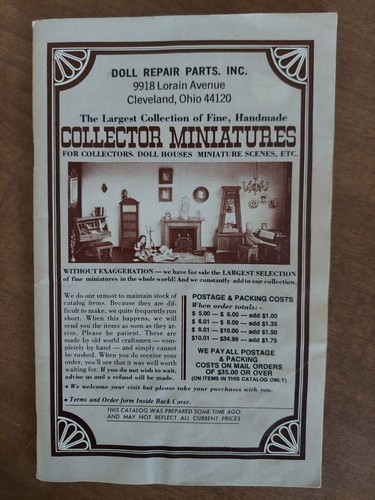 DOLL REPAIR PARTS. INC.
9918 Lorain Avenue
Cleveland, Ohio 44120
The Largest Collection of Fine, Handmade
COLLECTOR MINIATURES
FOR COLLECTORS. DOLL HOUSES MINIATURE SCENES, ETC.
WITHOUT EXAGGERATION — we have for sale the LARGEST SELECTION
of fine miniatures in the whole world! And we constantly add to our collection.
We do our utmost to maintain stock of
catalog items. Because they are dif-
ficult to make, we quite frequently run
short. When this happens, we will
send you the items as soon as they ar-
rive. Please be patient. These are
made by old world craftsmen — com-
pletely by hand — and simply cannot
be rushed. When you do receive your
order, you'll see that it was well worth
waiting for. If you do not wish to wait,
advise us and a refund will be made.
POSTAGE & PACKING COSTS
When order totals:
$ 5.00 — $ 6.00 — add $1.00
$ 6.01 — $ 8.00 — add $1.35
$ 8.01 — $10.00 — add $1.50
$10.01 — $34.99 — add $1.75
WE PAY ALL POSTAGE
& PACKING
COSTS ON MAIL ORDERS
OF $35.00 OR OVER
(ON ITEMS IN THIS CATALOG ONLY)
• We welcome your visit but please take your purchases with you.
• Terms and Order form Inside Back Cover.
THIS CATALOG WAS PREPARED SOME TIME AGO
AND MAY NOT REFLECT ALL CURRENT PRICES